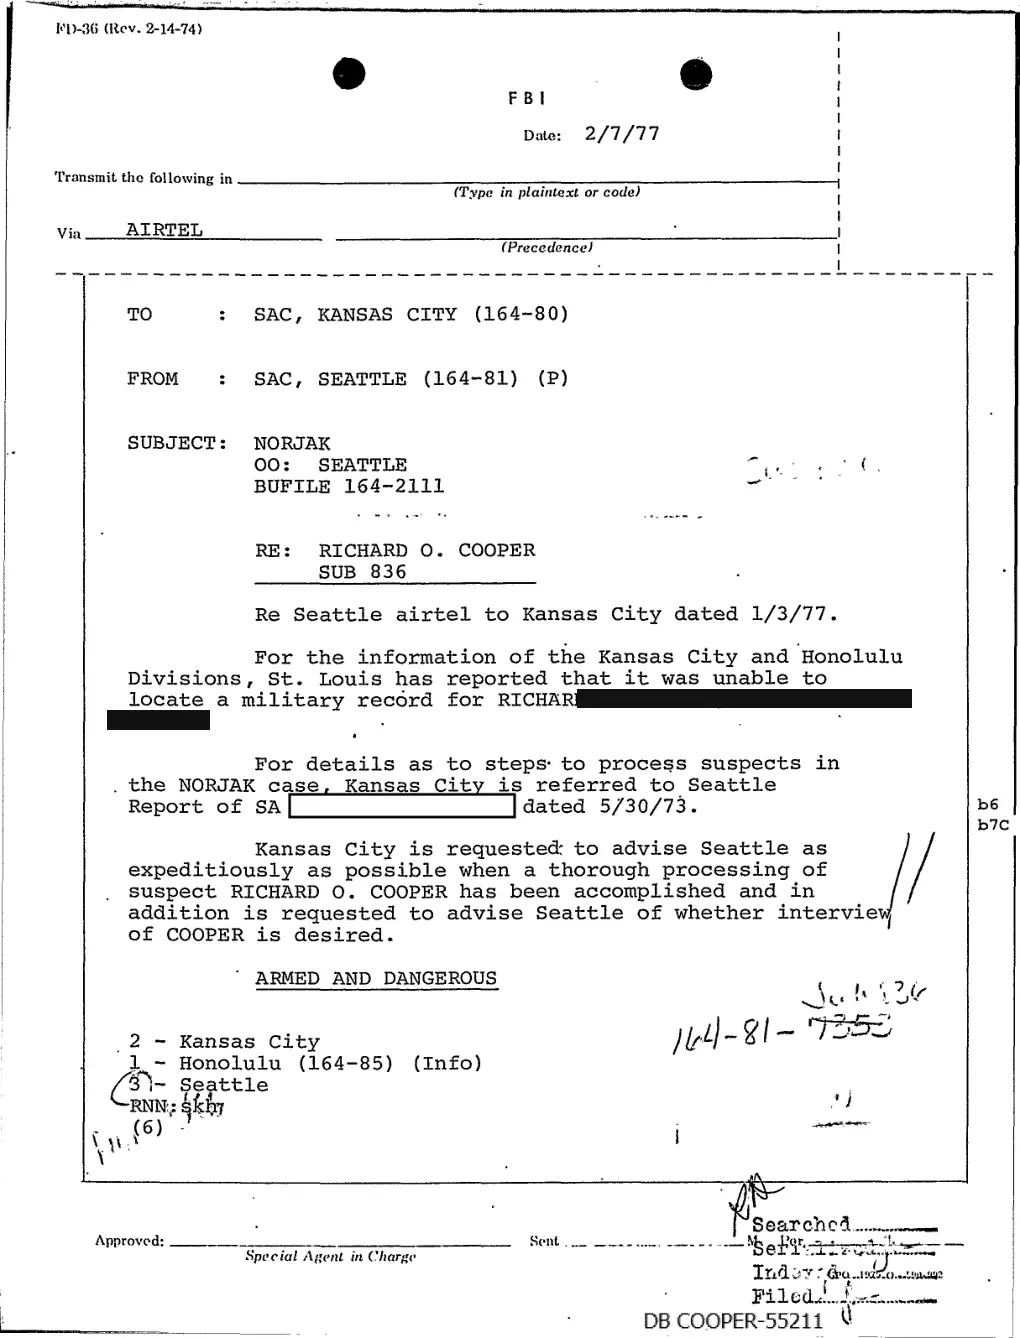 FD-36 (Rev. 2-14-74)
FBI
Date: 2/7/77
Transmit the following in
(Type in plaintext or code)
Via AIRTEL
(Precedence)
TO : SAC, KANSAS CITY (164-80)
FROM : SAC, SEATTLE (164-81) (P)
SUBJECT: NORJAK
OO: SEATTLE
BUFILE 164-2111
RE: RICHARD O. COOPER
SUB 836
Re Seattle airtel to Kansas City dated 1/3/77.
For the information of the Kansas City and Honolulu
Divisions, St. Louis has reported that it was unable to
locate a military record for RICHAR
For details as to steps to process suspects in
the NORJAK case, Kansas City is referred to Seattle
Report of SA dated 5/30/73.
b6
b7C
Kansas City is requested to advise Seattle as
expeditiously as possible when a thorough processing of
suspect RICHARD O. COOPER has been accomplished and in
addition is requested to advise Seattle of whether interview
of COOPER is desired.
ARMED AND DANGEROUS
Sub 836
164-81-7353
2 - Kansas City
1 - Honolulu (164-85) (Info)
3 - Seattle
RNN:skh
(6)
Approved: Sent M Per
Special Agent in Charge
Searched
Serialized
Indexed
Filed
DB COOPER-55211